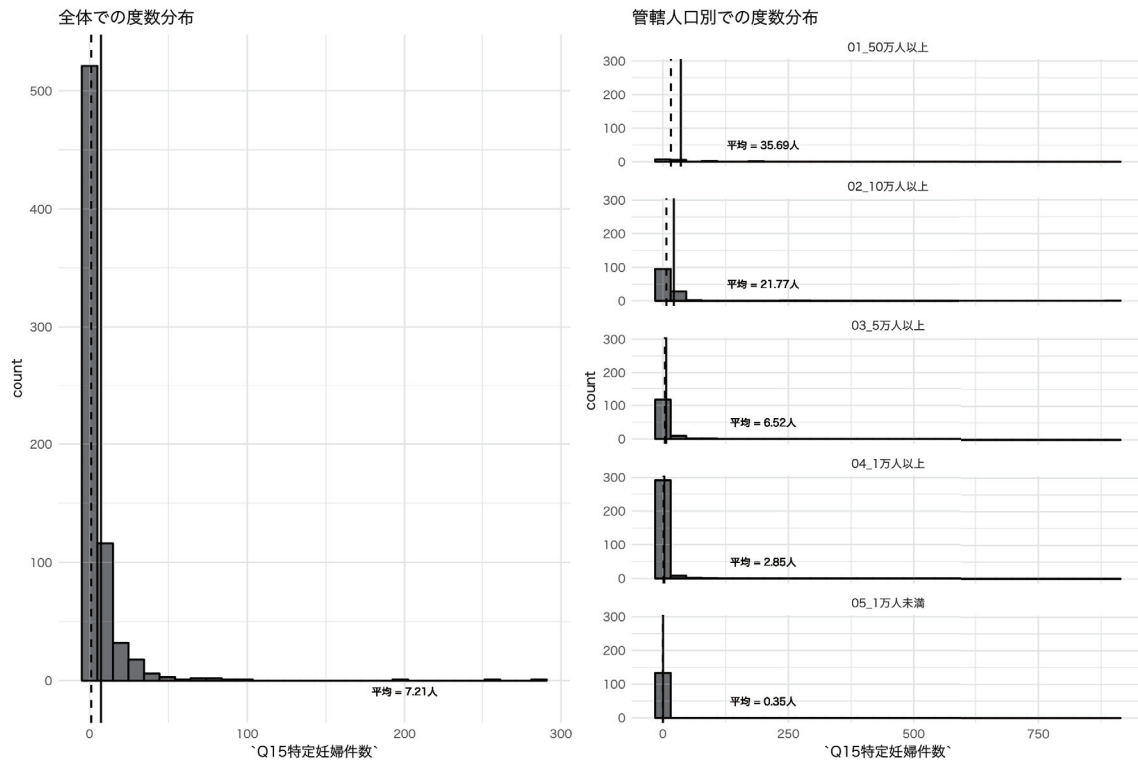 全体での度数分布
500
400
300
200
100
0
count
平均 = 7.21人
0
100
200
300
`Q15特定妊婦件数`
管轄人口別での度数分布
01_50万人以上
300
200
100
0
平均 = 35.69人
02_10万人以上
300
200
100
0
平均 = 21.77人
03_5万人以上
300
200
100
0
平均 = 6.52人
count
04_1万人以上
300
200
100
0
平均 = 2.85人
05_1万人未満
300
200
100
0
平均 = 0.35人
0
250
500
750
`Q15特定妊婦件数`